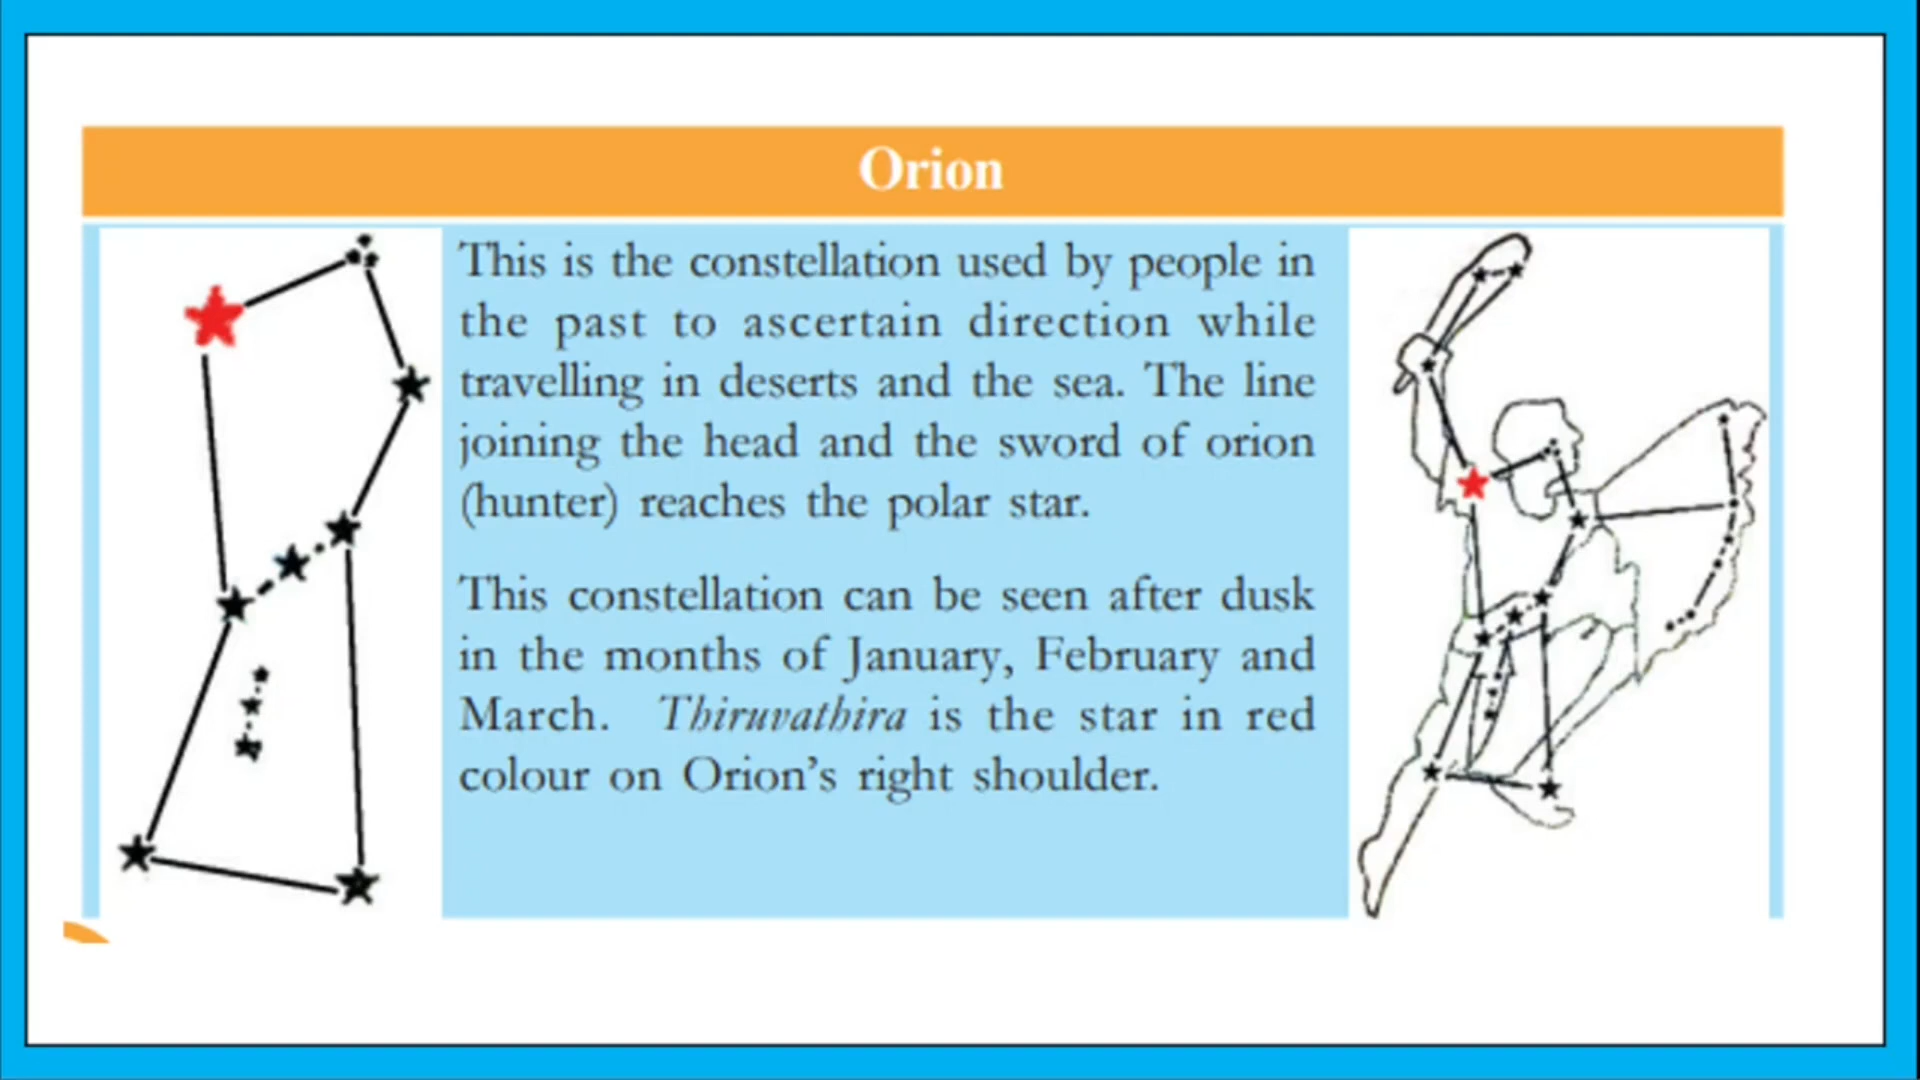 Orion
This is the constellation used by people in
the past to ascertain direction while
travelling in deserts and the sea. The line
joining the head and the sword of orion
(hunter) reaches the polar star.
This constellation can be seen after dusk
in the months of January, February and
March. Thiruvathira is the star in red
colour on Orion's right shoulder.